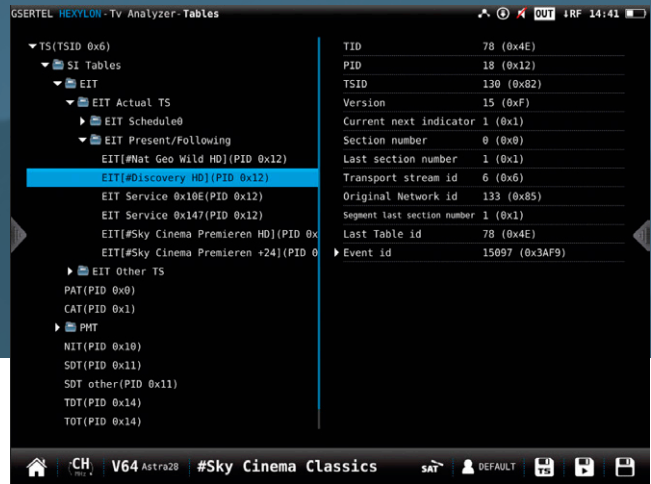 GSERTEL HEXYLON-Tv Analyzer-Tables OUT ↓RF 14:41
TS(TSID 0x6)
SI Tables
EIT
EIT Actual TS
EIT Schedule0
EIT Present/Following
EIT[#Nat Geo Wild HD](PID 0x12)
EIT[#Discovery HD](PID 0x12)
EIT Service 0x10E(PID 0x12)
EIT Service 0x147(PID 0x12)
EIT[#Sky Cinema Premieren HD](PID 0x
EIT[#Sky Cinema Premieren +24](PID 0
EIT Other TS
PAT(PID 0x0)
CAT(PID 0x1)
PMT
NIT(PID 0x10)
SDT(PID 0x11)
SDT other(PID 0x11)
TDT(PID 0x14)
TOT(PID 0x14)
TID 78 (0x4E)
PID 18 (0x12)
TSID 130 (0x82)
Version 15 (0xF)
Current next indicator 1 (0x1)
Section number 0 (0x0)
Last section number 1 (0x1)
Transport stream id 6 (0x6)
Original Network id 133 (0x85)
Segment last section number 1 (0x1)
Last Table id 78 (0x4E)
Event id 15097 (0x3AF9)
CH MHz V64 Astra28 #Sky Cinema Classics SAT DEFAULT TS